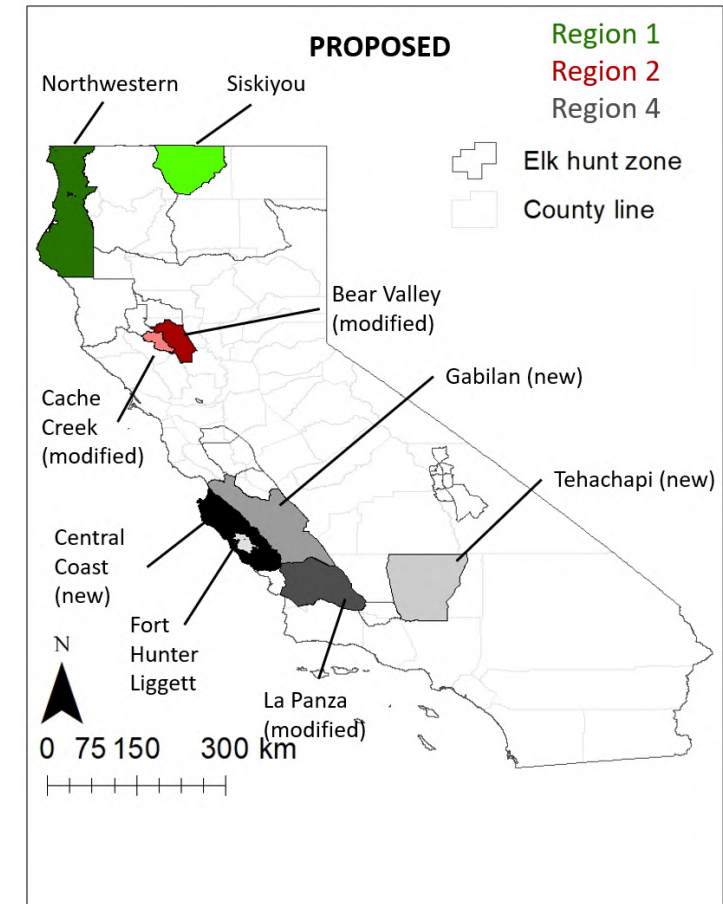 PROPOSED
Region 1
Region 2
Region 4
Elk hunt zone
County line
Northwestern
Siskiyou
Bear Valley
(modified)
Gabilan (new)
Cache
Creek
(modified)
Tehachapi (new)
Central
Coast
(new)
Fort
Hunter
Liggett
La Panza
(modified)
N
0 75 150 300 km